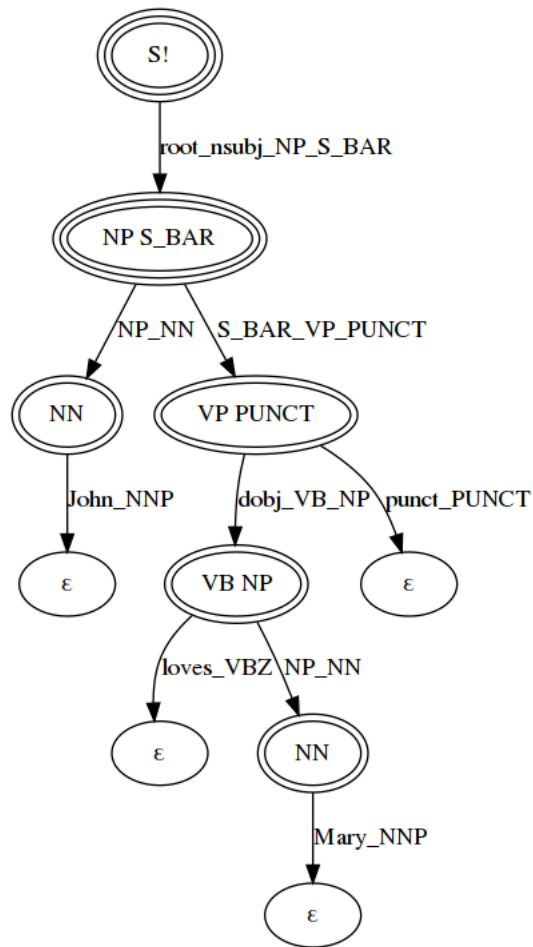 S!
root_nsubj_NP_S_BAR
NP S_BAR
NP_NN S_BAR_VP_PUNCT
NN VP PUNCT
John_NNP dobj_VB_NP punct_PUNCT
ε VB NP ε
loves_VBZ NP_NN
ε NN
Mary_NNP
ε